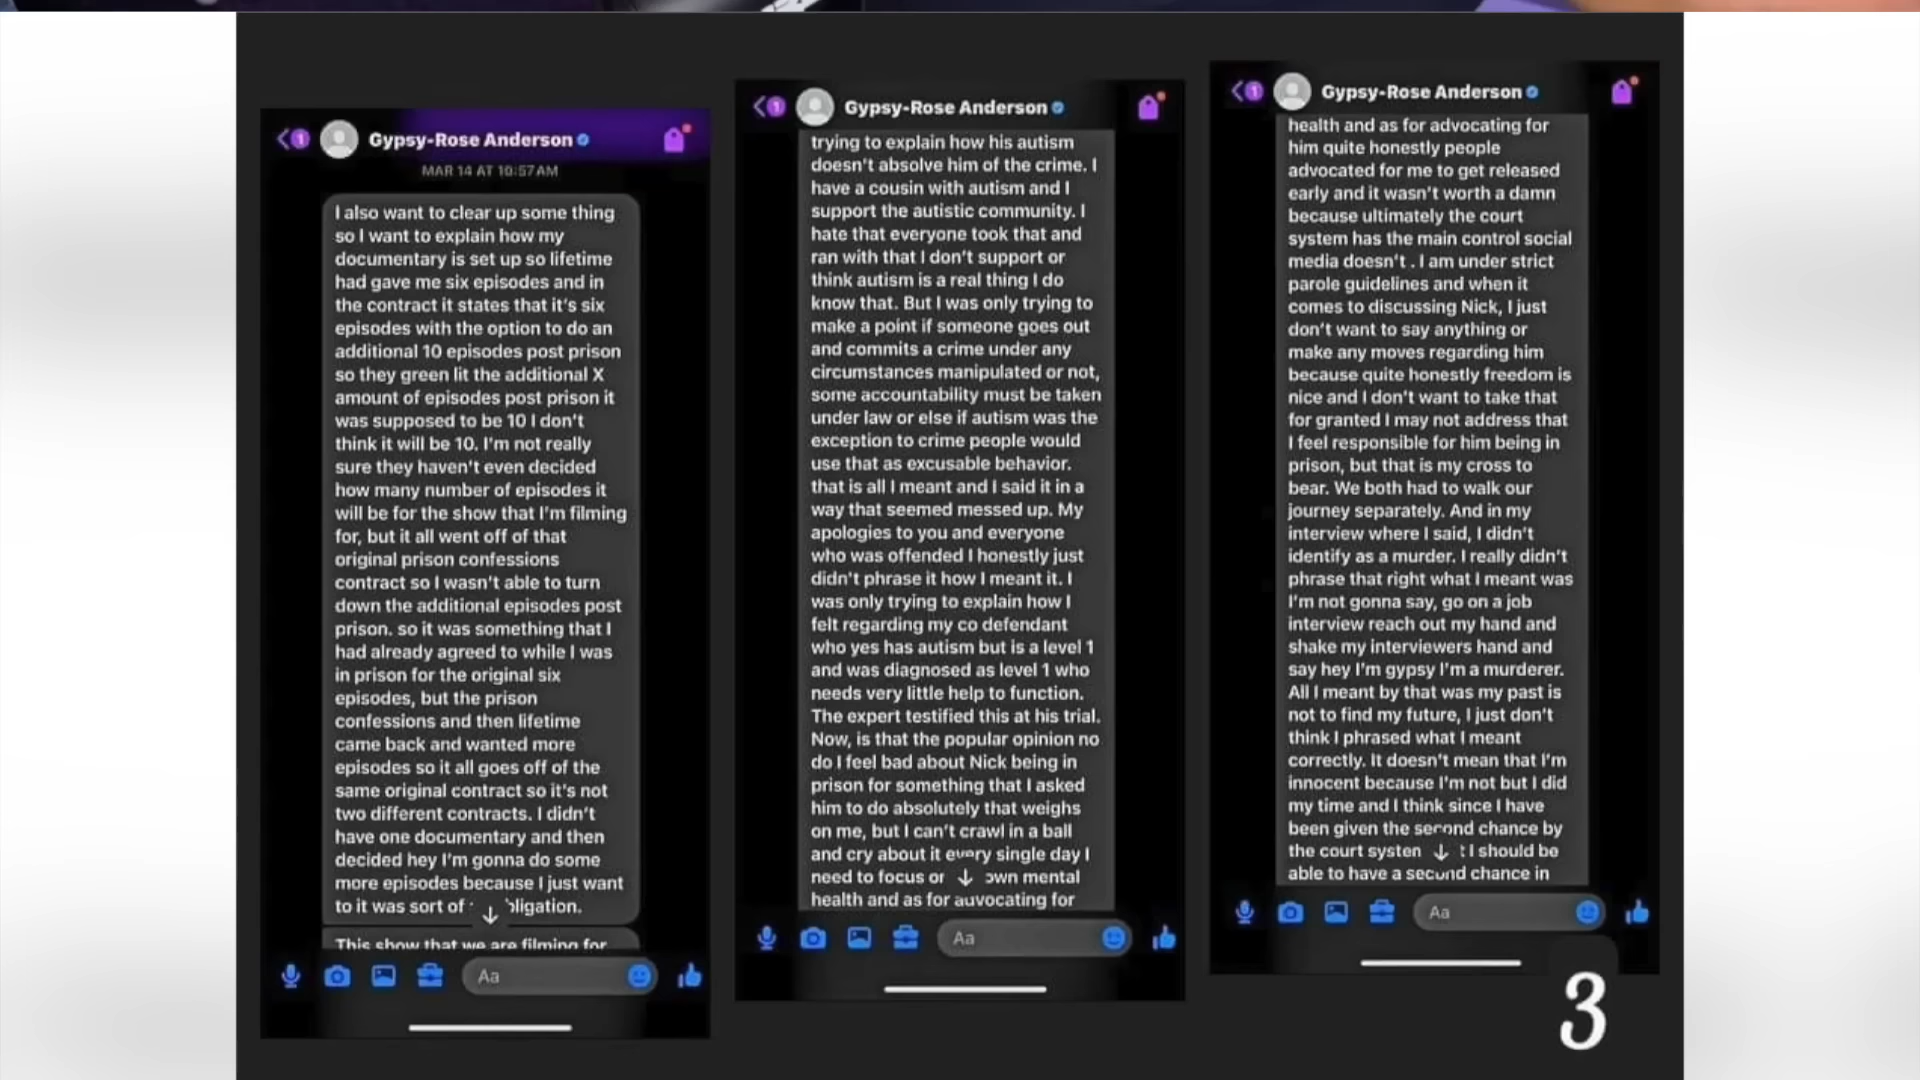 1
Gypsy-Rose Anderson
MAR 14 AT 10:57 AM
I also want to clear up some thing
so I want to explain how my
documentary is set up so lifetime
had gave me six episodes and in
the contract it states that it's six
episodes with the option to do an
additional 10 episodes post prison
so they green lit the additional X
amount of episodes post prison it
was supposed to be 10 I don't
think it will be 10. I'm not really
sure they haven't even decided
how many number of episodes it
will be for the show that I'm filming
for, but it all went off of that
original prison confessions
contract so I wasn't able to turn
down the additional episodes post
prison. so it was something that I
had already agreed to while I was
in prison for the original six
episodes, but the prison
confessions and then lifetime
came back and wanted more
episodes so it all goes off of the
same original contract so it's not
two different contracts. I didn't
have one documentary and then
decided hey I'm gonna do some
more episodes because I just want
to it was sort of bligation.
This show that we are filming for
Aa
1
Gypsy-Rose Anderson
trying to explain how his autism
doesn't absolve him of the crime. I
have a cousin with autism and I
support the autistic community. I
hate that everyone took that and
ran with that I don't support or
think autism is a real thing I do
know that. But I was only trying to
make a point if someone goes out
and commits a crime under any
circumstances manipulated or not,
some accountability must be taken
under law or else if autism was the
exception to crime people would
use that as excusable behavior.
that is all I meant and I said it in a
way that seemed messed up. My
apologies to you and everyone
who was offended I honestly just
didn't phrase it how I meant it. I
was only trying to explain how I
felt regarding my co defendant
who yes has autism but is a level 1
and was diagnosed as level 1 who
needs very little help to function.
The expert testified this at his trial.
Now, is that the popular opinion no
do I feel bad about Nick being in
prison for something that I asked
him to do absolutely that weighs
on me, but I can't crawl in a ball
and cry about it every single day I
need to focus or own mental
health and as for advocating for
Aa
1
Gypsy-Rose Anderson
health and as for advocating for
him quite honestly people
advocated for me to get released
early and it wasn't worth a damn
because ultimately the court
system has the main control social
media doesn't . I am under strict
parole guidelines and when it
comes to discussing Nick, I just
don't want to say anything or
make any moves regarding him
because quite honestly freedom is
nice and I don't want to take that
for granted I may not address that
I feel responsible for him being in
prison, but that is my cross to
bear. We both had to walk our
journey separately. And in my
interview where I said, I didn't
identify as a murder. I really didn't
phrase that right what I meant was
I'm not gonna say, go on a job
interview reach out my hand and
shake my interviewers hand and
say hey I'm gypsy I'm a murderer.
All I meant by that was my past is
not to find my future, I just don't
think I phrased what I meant
correctly. It doesn't mean that I'm
innocent because I'm not but I did
my time and I think since I have
been given the second chance by
the court system t I should be
able to have a second chance in
Aa
3